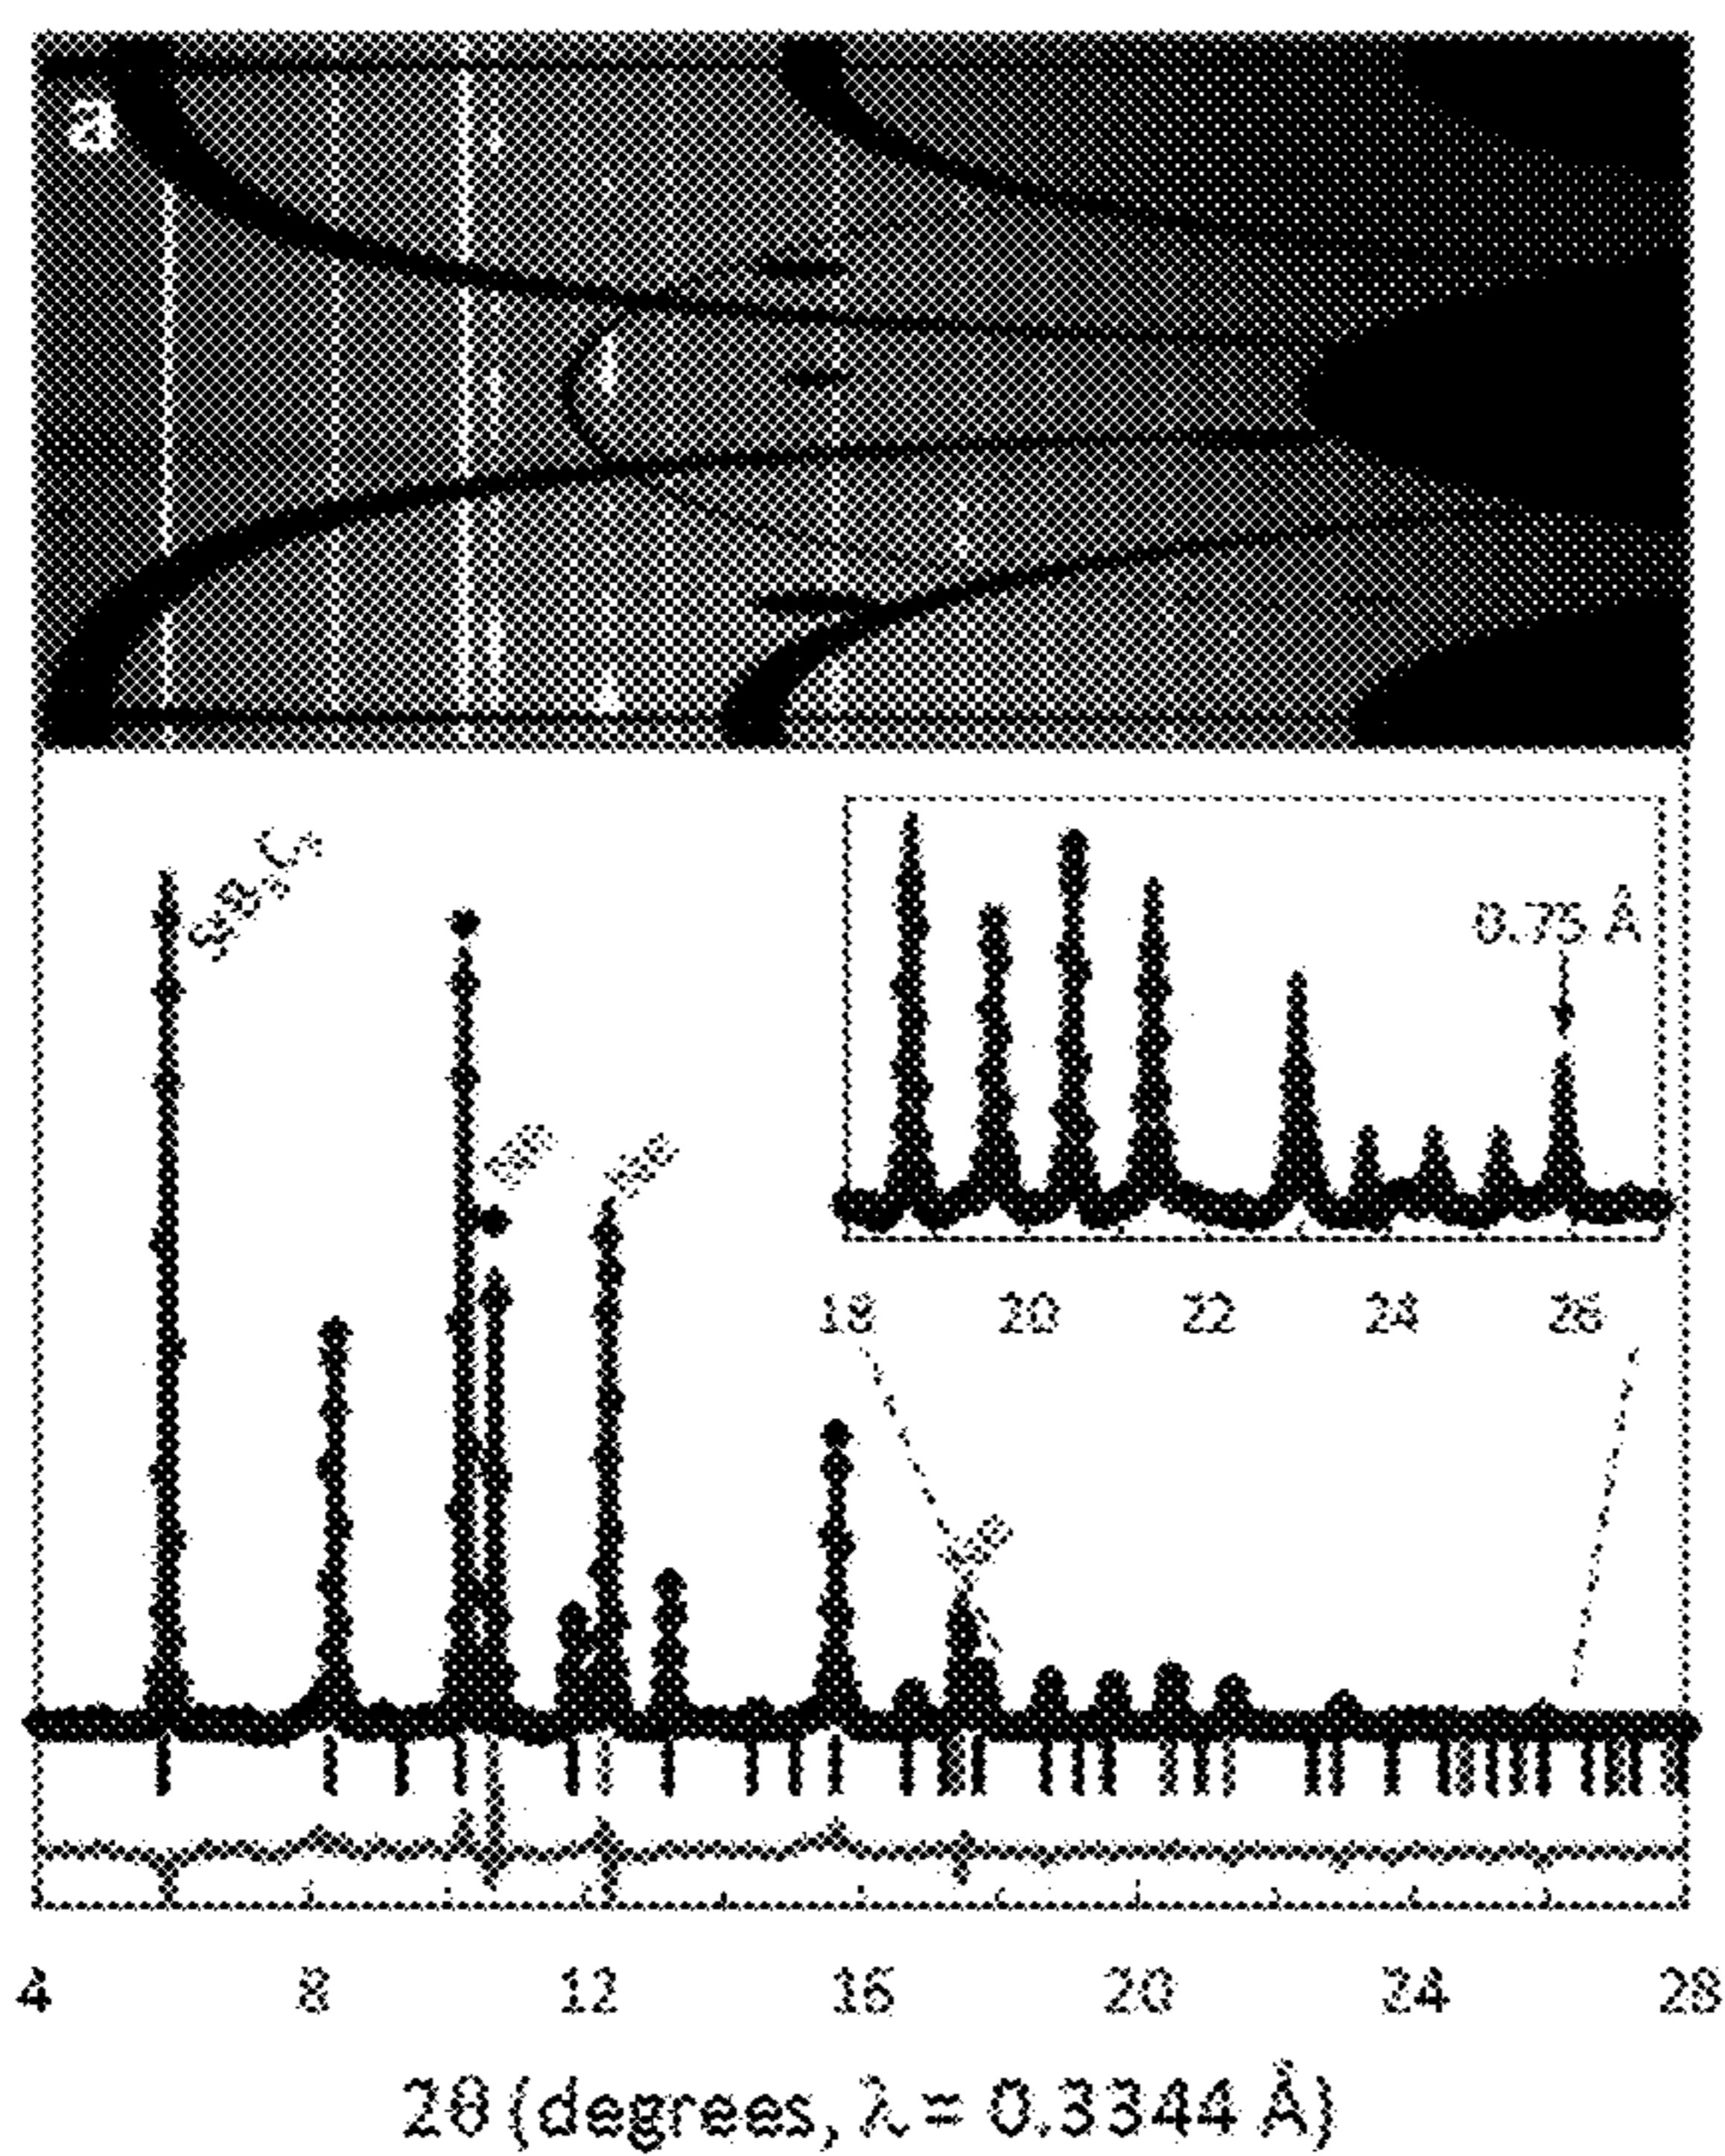 a
0.75 Å
18 20 22 24 26
4 8 12 16 20 24 28
2θ (degrees, λ = 0.3344 Å)